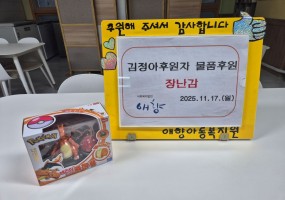 후원해 주셔서 감사합니다
김정아후원자 물품후원
장난감
애향
2025. 11.17.(월)
애향아동복지원